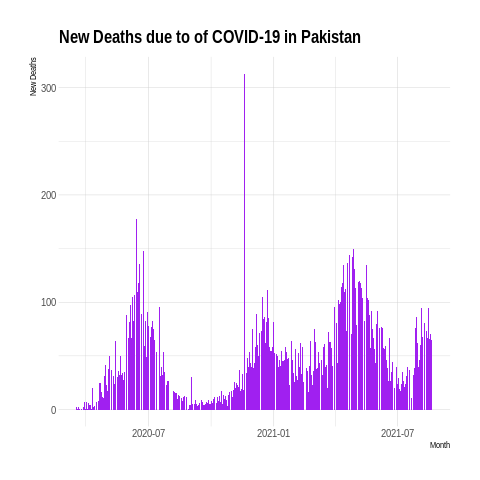 New Deaths due to of COVID-19 in Pakistan
New Deaths
300
200
100
0
2020-07
2021-01
2021-07
Month